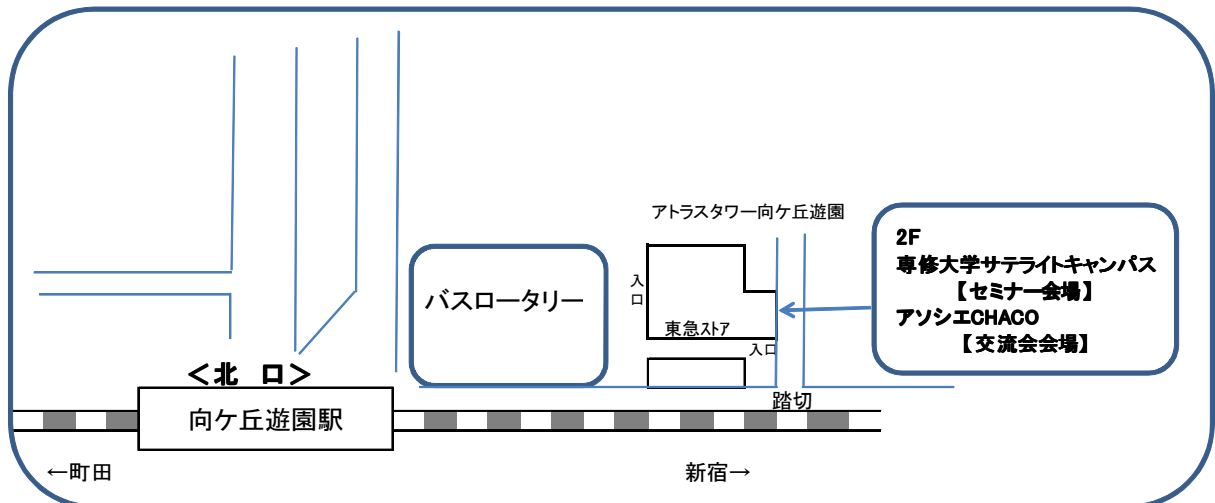 アトラスタワー向ケ丘遊園
2F
専修大学サテライトキャンパス
【セミナー会場】
アソシエCHACO
【交流会会場】
バスロータリー
入口
東急ストア
入口
＜北　口＞
踏切
向ケ丘遊園駅
←町田
新宿→